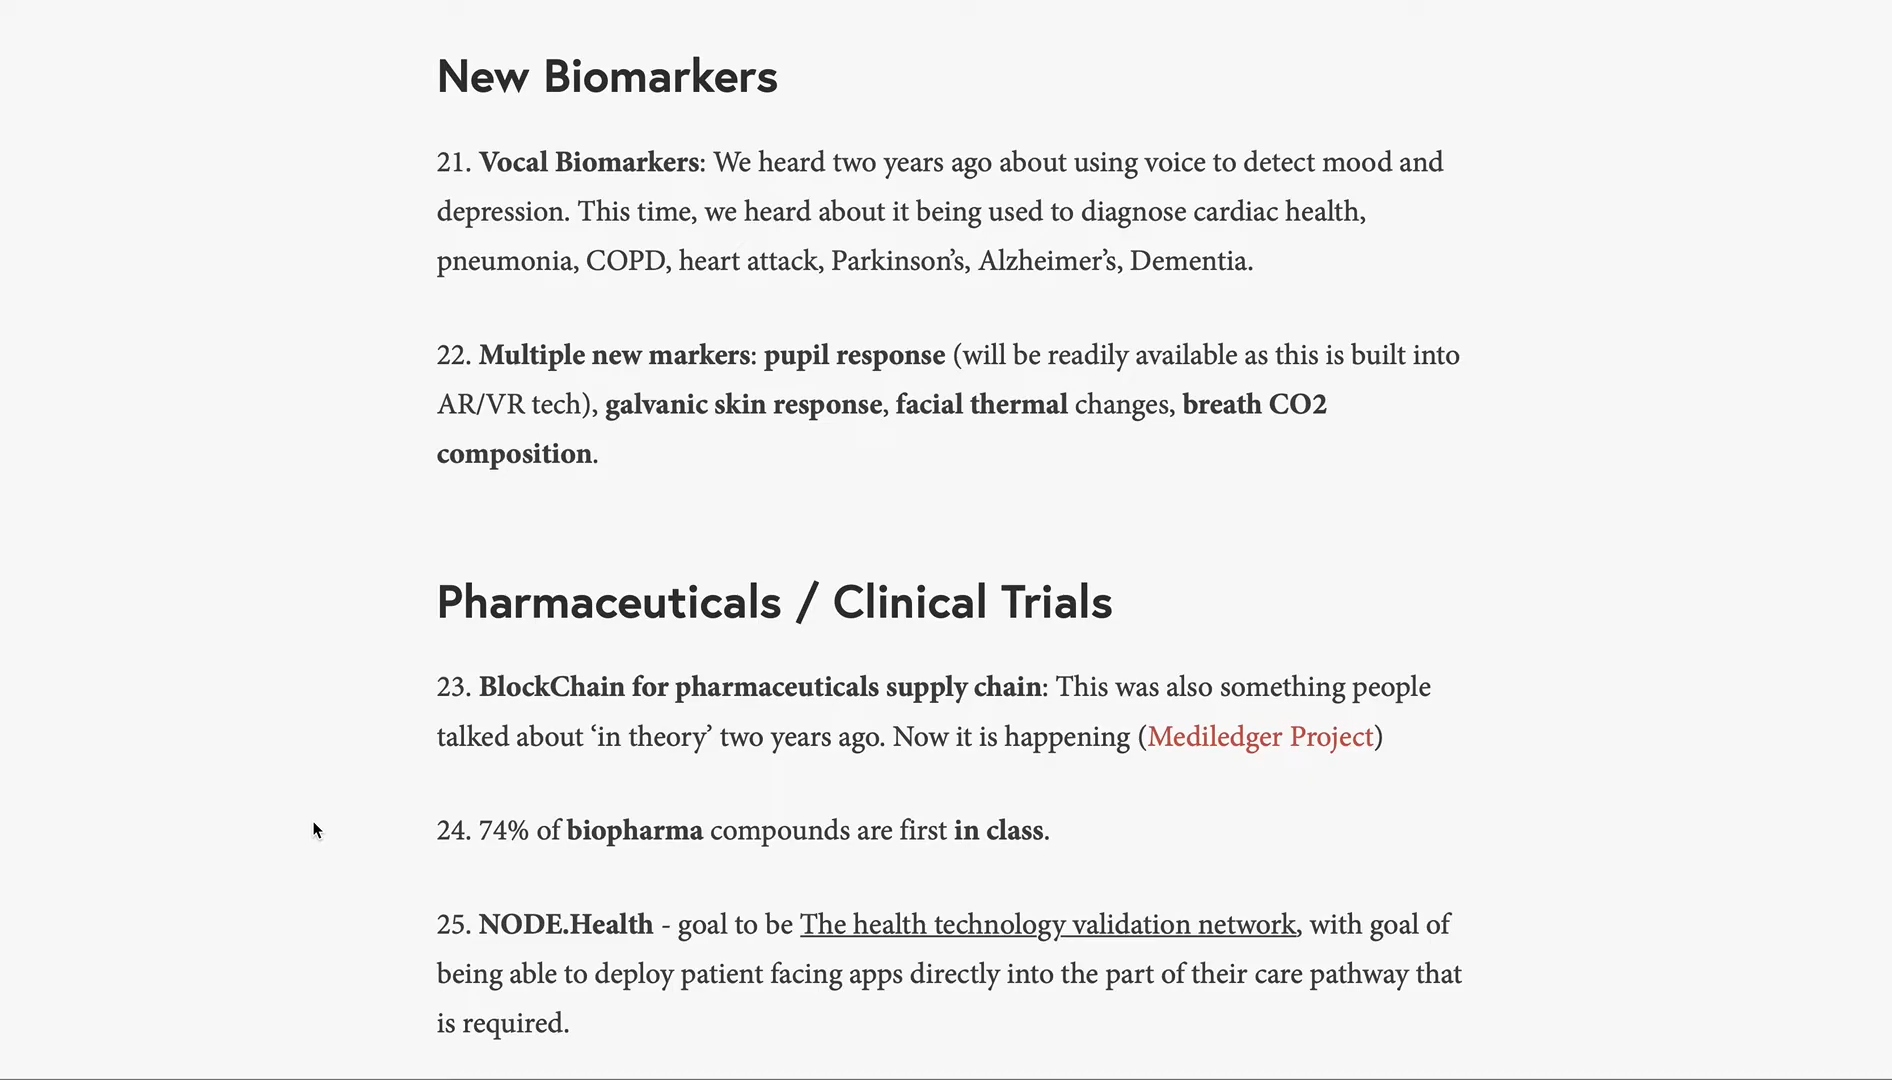 New Biomarkers
21. Vocal Biomarkers: We heard two years ago about using voice to detect mood and
depression. This time, we heard about it being used to diagnose cardiac health,
pneumonia, COPD, heart attack, Parkinson’s, Alzheimer’s, Dementia.
22. Multiple new markers: pupil response (will be readily available as this is built into
AR/VR tech), galvanic skin response, facial thermal changes, breath CO2
composition.
Pharmaceuticals / Clinical Trials
23. BlockChain for pharmaceuticals supply chain: This was also something people
talked about ‘in theory’ two years ago. Now it is happening (Mediledger Project)
24. 74% of biopharma compounds are first in class.
25. NODE.Health - goal to be The health technology validation network, with goal of
being able to deploy patient facing apps directly into the part of their care pathway that
is required.